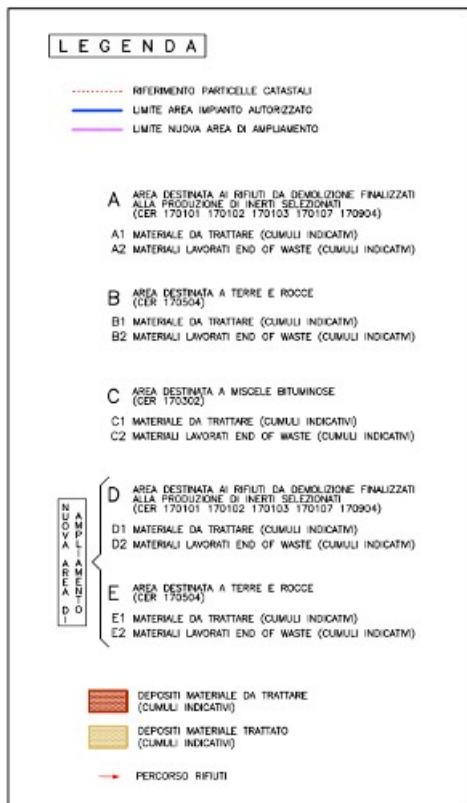 LEGENDA
RIFERIMENTO PARTICELLE CATASTALI
LIMITE AREA IMPIANTO AUTORIZZATO
LIMITE NUOVA AREA DI AMPLIAMENTO
A AREA DESTINATA AI RIFIUTI DA DEMOLIZIONE FINALIZZATI
ALLA PRODUZIONE DI INERTI SELEZIONATI
(CER 170101 170102 170103 170107 170904)
A1 MATERIALE DA TRATTARE (CUMULI INDICATIVI)
A2 MATERIALI LAVORATI END OF WASTE (CUMULI INDICATIVI)
B AREA DESTINATA A TERRE E ROCCE
(CER 170504)
B1 MATERIALE DA TRATTARE (CUMULI INDICATIVI)
B2 MATERIALI LAVORATI END OF WASTE (CUMULI INDICATIVI)
C AREA DESTINATA A MISCELE BITUMINOSE
(CER 170302)
C1 MATERIALE DA TRATTARE (CUMULI INDICATIVI)
C2 MATERIALI LAVORATI END OF WASTE (CUMULI INDICATIVI)
NUOVA AREA DI
AMPLIAMENTO
D AREA DESTINATA AI RIFIUTI DA DEMOLIZIONE FINALIZZATI
ALLA PRODUZIONE DI INERTI SELEZIONATI
(CER 170101 170102 170103 170107 170904)
D1 MATERIALE DA TRATTARE (CUMULI INDICATIVI)
D2 MATERIALI LAVORATI END OF WASTE (CUMULI INDICATIVI)
E AREA DESTINATA A TERRE E ROCCE
(CER 170504)
E1 MATERIALE DA TRATTARE (CUMULI INDICATIVI)
E2 MATERIALI LAVORATI END OF WASTE (CUMULI INDICATIVI)
DEPOSITI MATERIALE DA TRATTARE
(CUMULI INDICATIVI)
DEPOSITI MATERIALE TRATTATO
(CUMULI INDICATIVI)
PERCORSO RIFIUTI